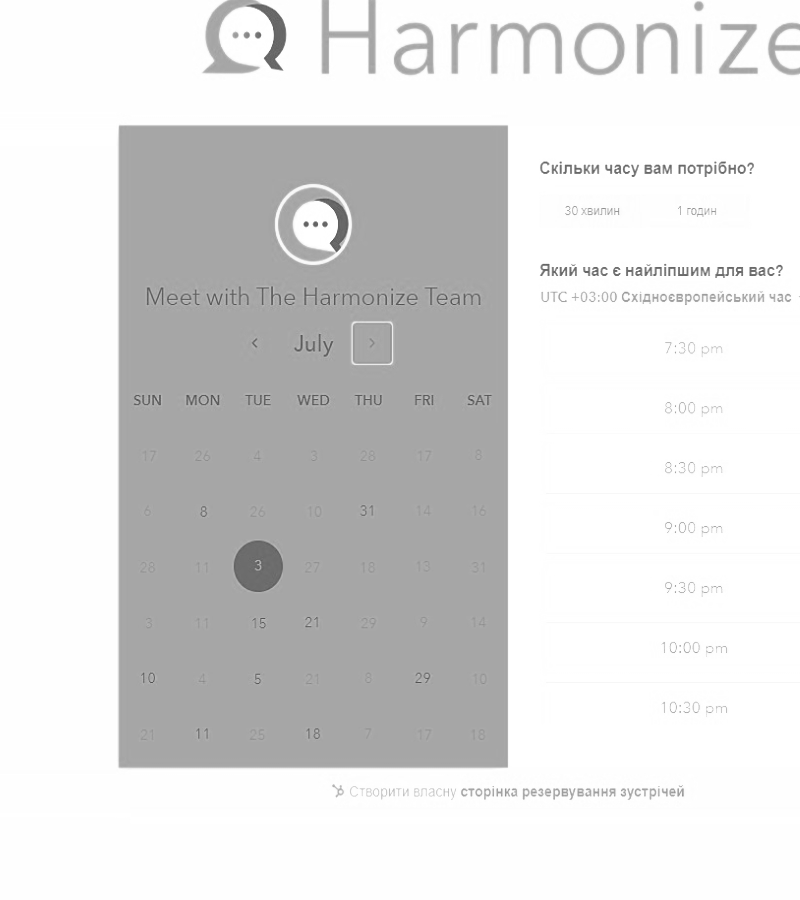 Harmonize
Meet with The Harmonize Team
July
SUN MON TUE WED THU FRI SAT
17 26 4 3 28 17 8
6 8 26 10 31 14 16
28 11 3 27 18 13 31
3 11 15 21 29 9 14
10 4 5 21 8 29 10
21 11 25 18 7 17 18
Скільки часу вам потрібно?
30 хвилин 1 годин
Який час є найліпшим для вас?
UTC +03:00 Східноєвропейський час
7:30 pm
8:00 pm
8:30 pm
9:00 pm
9:30 pm
10:00 pm
10:30 pm
Створити власну сторінка резервування зустрічей